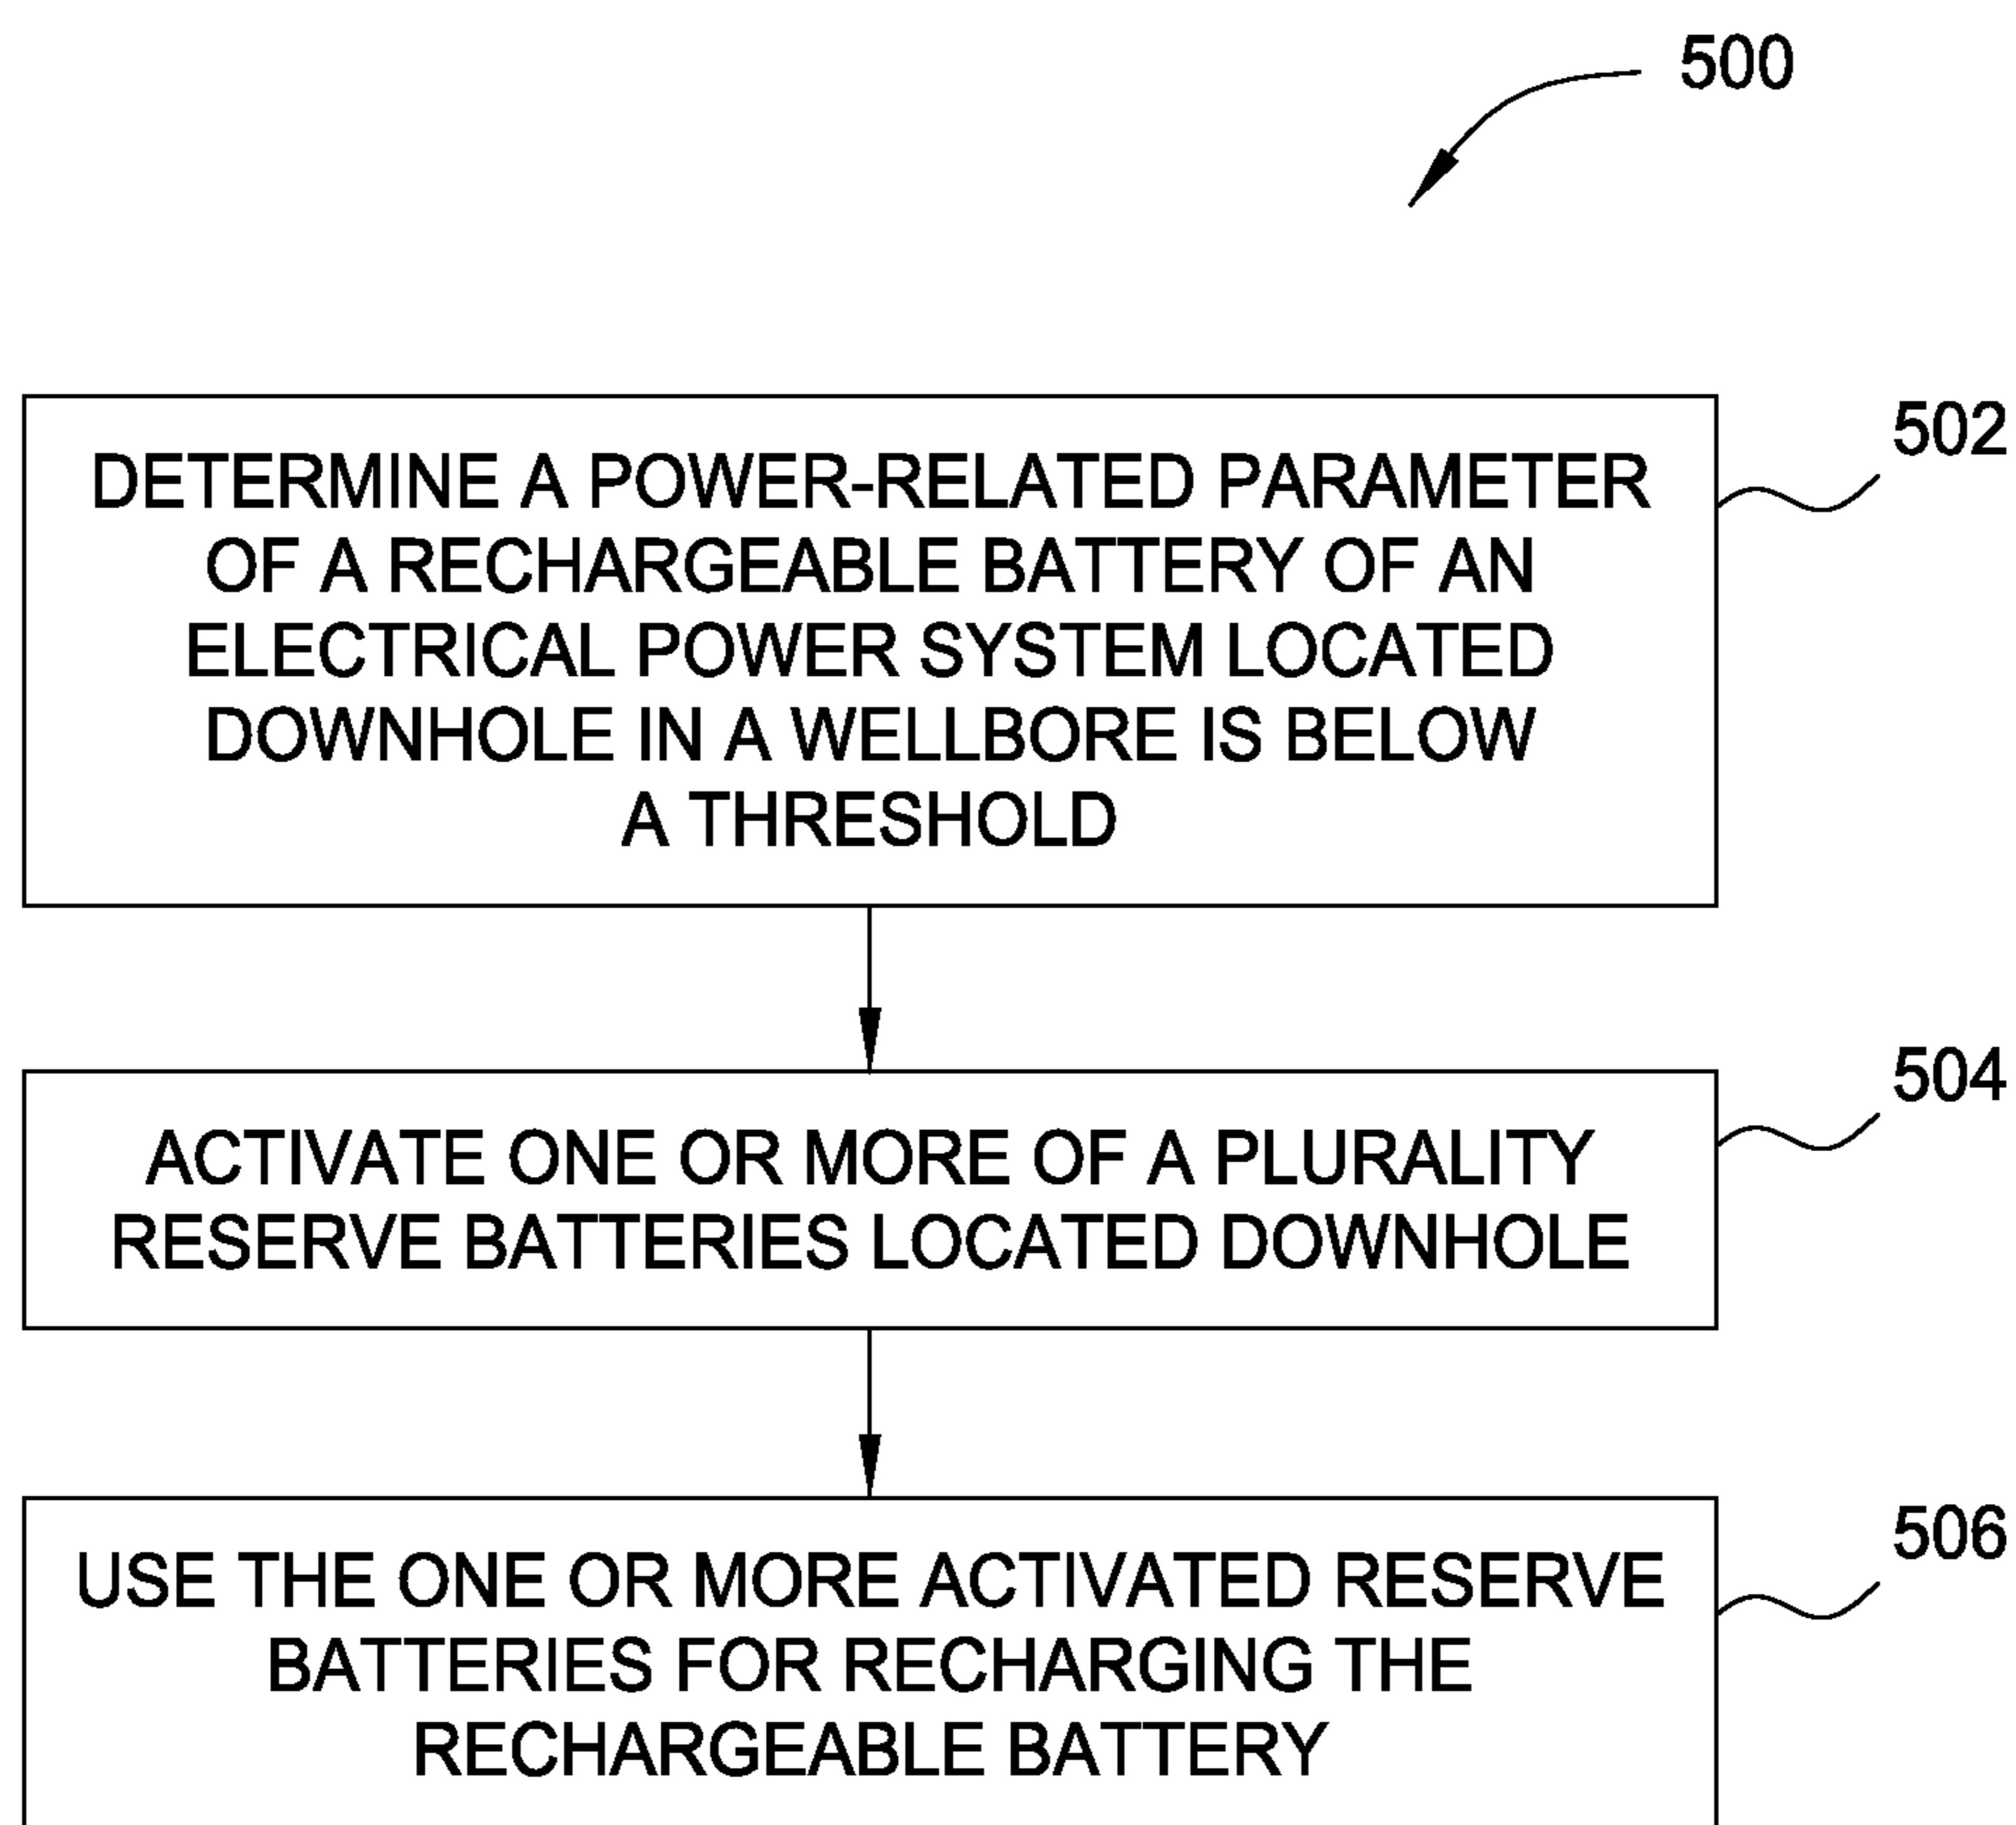 500
502
DETERMINE A POWER-RELATED PARAMETER
OF A RECHARGEABLE BATTERY OF AN
ELECTRICAL POWER SYSTEM LOCATED
DOWNHOLE IN A WELLBORE IS BELOW
A THRESHOLD
504
ACTIVATE ONE OR MORE OF A PLURALITY
RESERVE BATTERIES LOCATED DOWNHOLE
506
USE THE ONE OR MORE ACTIVATED RESERVE
BATTERIES FOR RECHARGING THE
RECHARGEABLE BATTERY